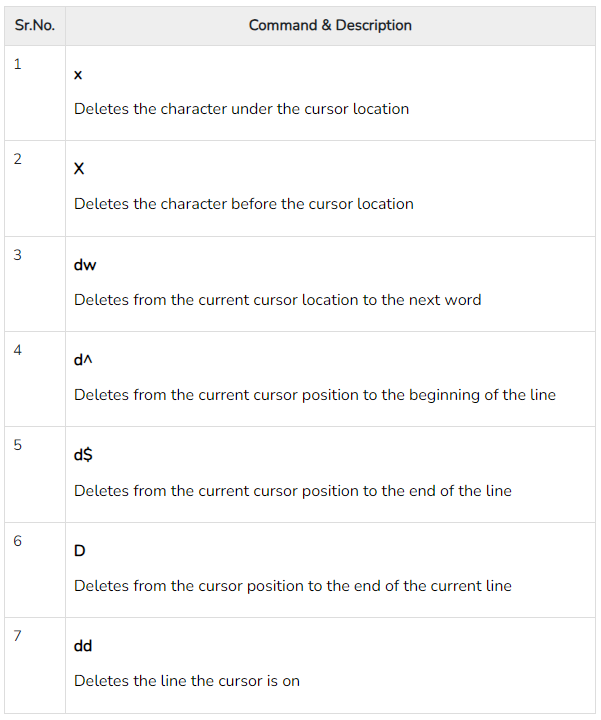 Sr.No. Command & Description
1
x
Deletes the character under the cursor location
2
X
Deletes the character before the cursor location
3
dw
Deletes from the current cursor location to the next word
4
d^
Deletes from the current cursor position to the beginning of the line
5
d$
Deletes from the current cursor position to the end of the line
6
D
Deletes from the cursor position to the end of the current line
7
dd
Deletes the line the cursor is on